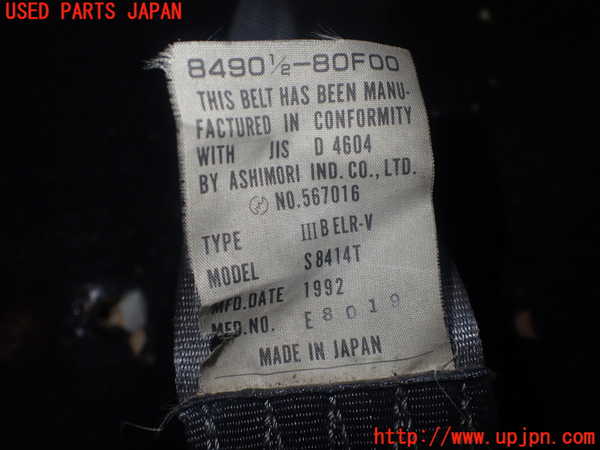 USED PARTS JAPAN
8490½-80F00
THIS BELT HAS BEEN MANU-
FACTURED IN CONFORMITY
WITH JIS D 4604
BY ASHIMORI IND. CO., LTD.
NO.567016
TYPE III B ELR-V
MODEL S8414T
MFD.DATE 1992
MFD.NO. E8019
MADE IN JAPAN
http://www.upjpn.com/